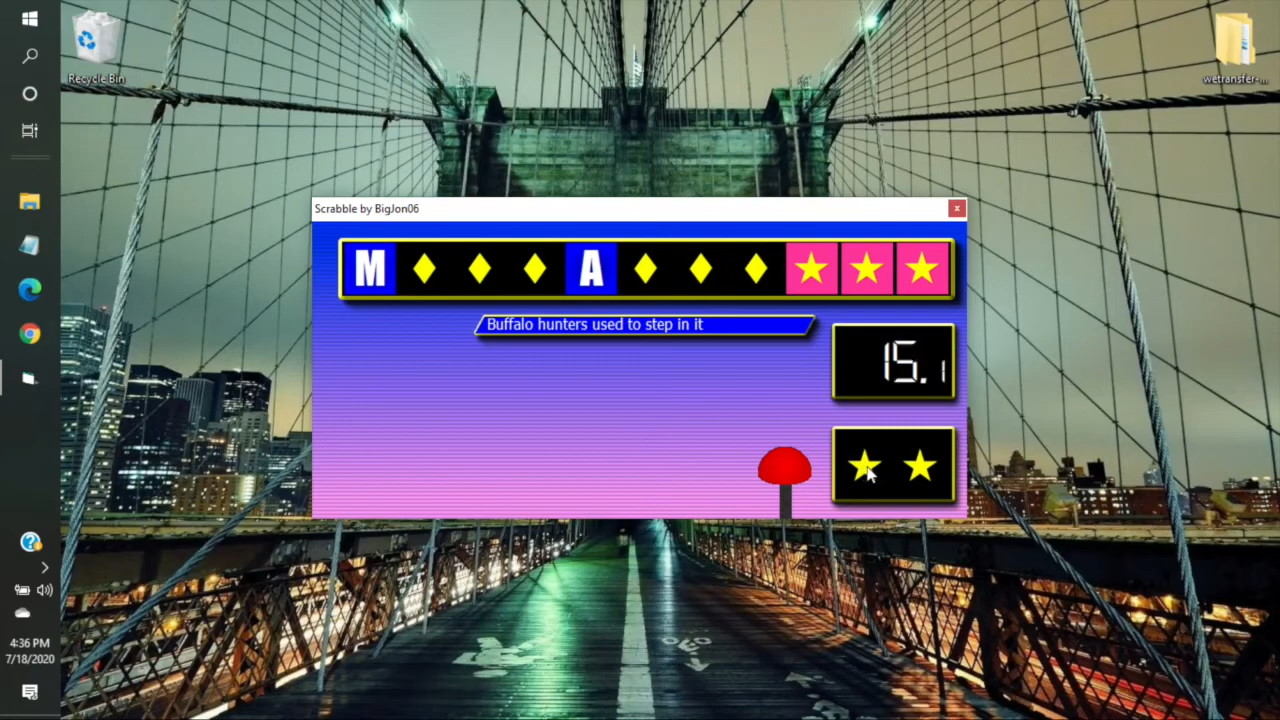 Recycle Bin
wetransfer-...
Scrabble by BigJon06
x
M A
Buffalo hunters used to step in it
15.1
4:36 PM
7/18/2020